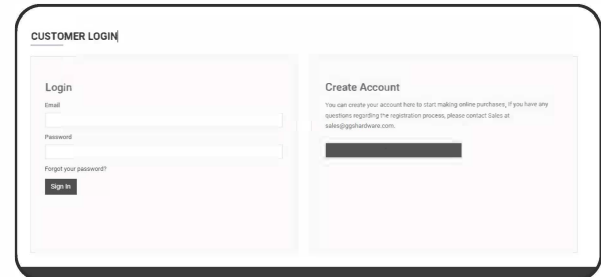 CUSTOMER LOGIN
Login
Email
Password
Forgot your password?
Sign In
Create Account
You can create your account here to start making online purchases, if you have any
questions regarding the registration process, please contact Sales at
sales@ggshardware.com.